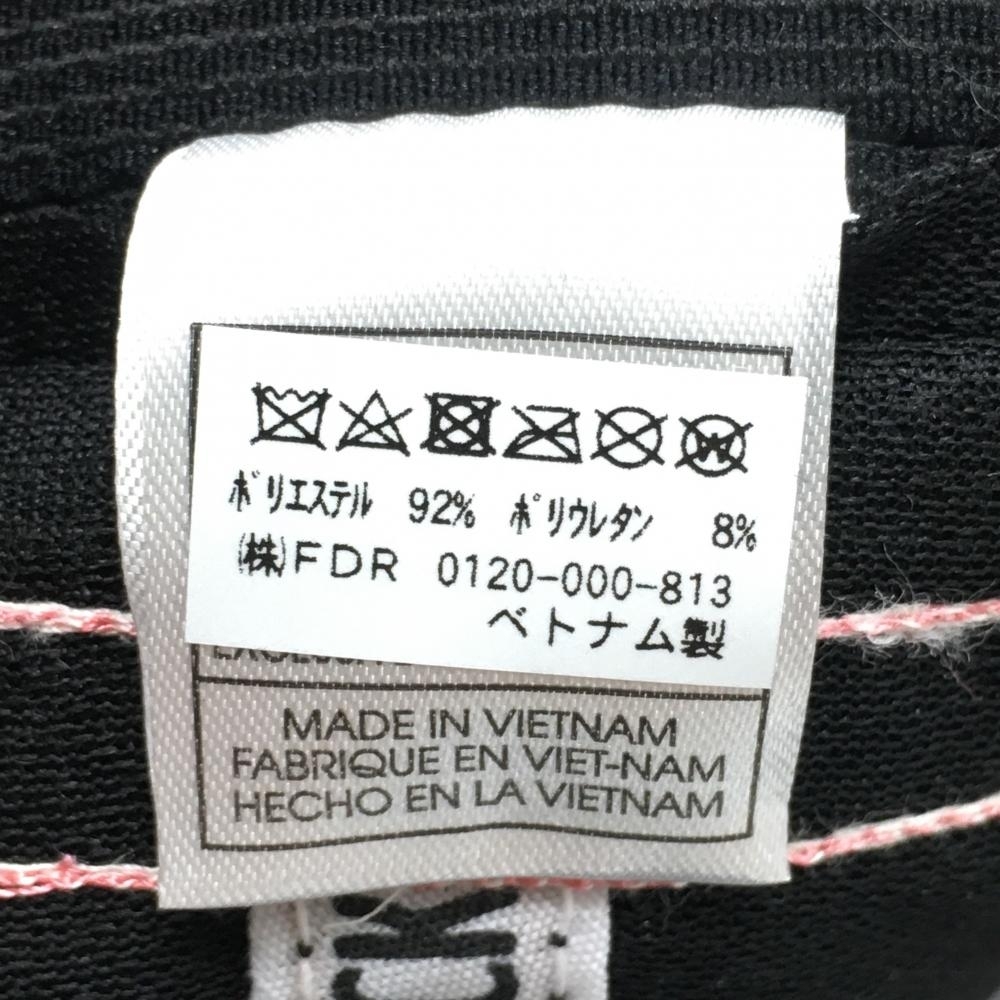 ポリエステル 92% ポリウレタン 8%
(株)FDR 0120-000-813
ベトナム製
MADE IN VIETNAM
FABRIQUE EN VIET-NAM
HECHO EN LA VIETNAM